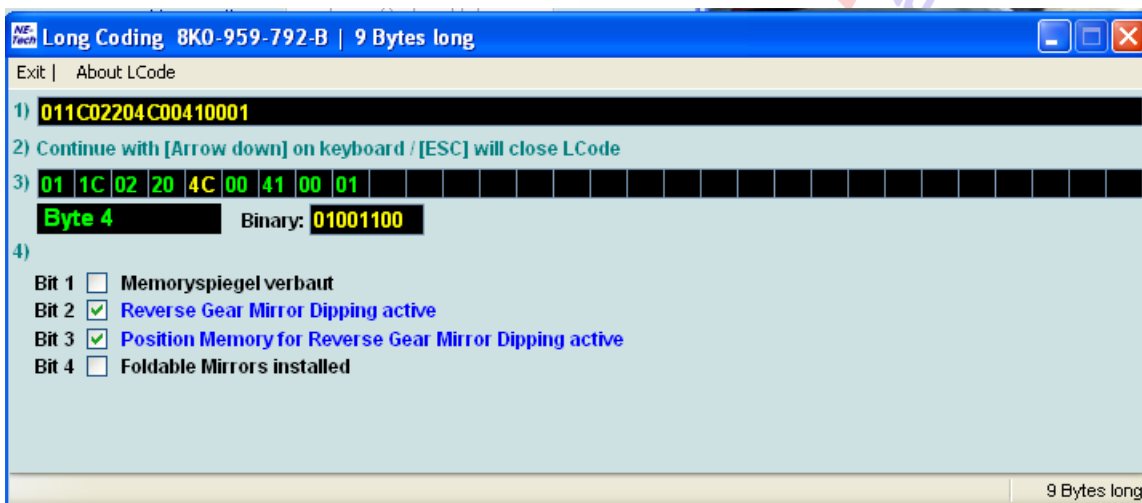 NE-Tech Long Coding 8K0-959-792-B | 9 Bytes long
Exit | About LCode
1) 011C02204C00410001
2) Continue with [Arrow down] on keyboard / [ESC] will close LCode
3) 01 1C 02 20 4C 00 41 00 01
Byte 4 Binary: 01001100
4)
Bit 1 Memoryspiegel verbaut
Bit 2 Reverse Gear Mirror Dipping active
Bit 3 Position Memory for Reverse Gear Mirror Dipping active
Bit 4 Foldable Mirrors installed
9 Bytes long